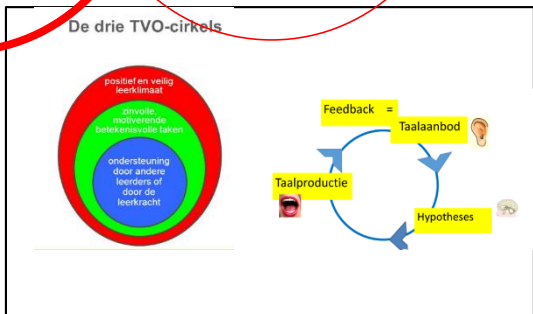 De drie TVO-cirkels
positief en veilig
leerklimaat
zinvolle,
motiverende
betekenisvolle taken
ondersteuning
door andere
leerders of
door de
leerkracht
Feedback =
Taalaanbod
Hypotheses
Taalproductie